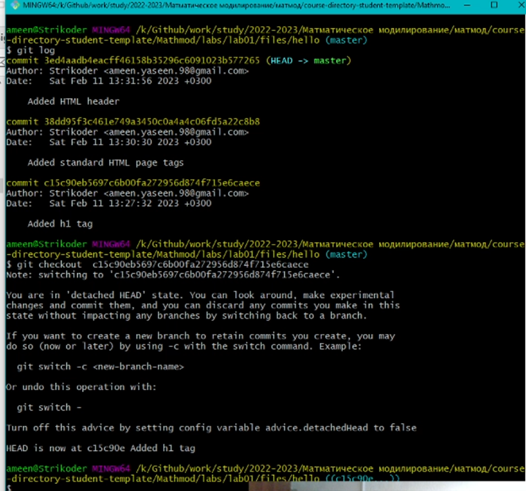 MINGW64:/k/Github/work/study/2022-2023/Математическое моделирование/матмод/course-directory-student-template/Mathmo...
ameen@Strikoder MINGW64 /k/Github/work/study/2022-2023/Математическое моделирование/матмод/course
-directory-student-template/Mathmod/labs/lab01/files/hello (master)
$ git log
commit 3ed4aadb4eacff46158b35296c6091023b577265 (HEAD -> master)
Author: Strikoder <ameen.yaseen.98@gmail.com>
Date:   Sat Feb 11 13:31:56 2023 +0300
Added HTML header
commit 38dd95f3c461e749a3450c0a4a4c06fd5a22c8b8
Author: Strikoder <ameen.yaseen.98@gmail.com>
Date:   Sat Feb 11 13:30:30 2023 +0300
Added standard HTML page tags
commit c15c90eb5697c6b00fa272956d874f715e6caece
Author: Strikoder <ameen.yaseen.98@gmail.com>
Date:   Sat Feb 11 13:27:32 2023 +0300
Added h1 tag
ameen@Strikoder MINGW64 /k/Github/work/study/2022-2023/Математическое моделирование/матмод/course
-directory-student-template/Mathmod/labs/lab01/files/hello (master)
$ git checkout  c15c90eb5697c6b00fa272956d874f715e6caece
Note: switching to 'c15c90eb5697c6b00fa272956d874f715e6caece'.
You are in 'detached HEAD' state. You can look around, make experimental
changes and commit them, and you can discard any commits you make in this
state without impacting any branches by switching back to a branch.
If you want to create a new branch to retain commits you create, you may
do so (now or later) by using -c with the switch command. Example:
git switch -c <new-branch-name>
Or undo this operation with:
git switch -
Turn off this advice by setting config variable advice.detachedHead to false
HEAD is now at c15c90e Added h1 tag
ameen@Strikoder MINGW64 /k/Github/work/study/2022-2023/Математическое моделирование/матмод/course
-directory-student-template/Mathmod/labs/lab01/files/hello ((c15c90e...))
$